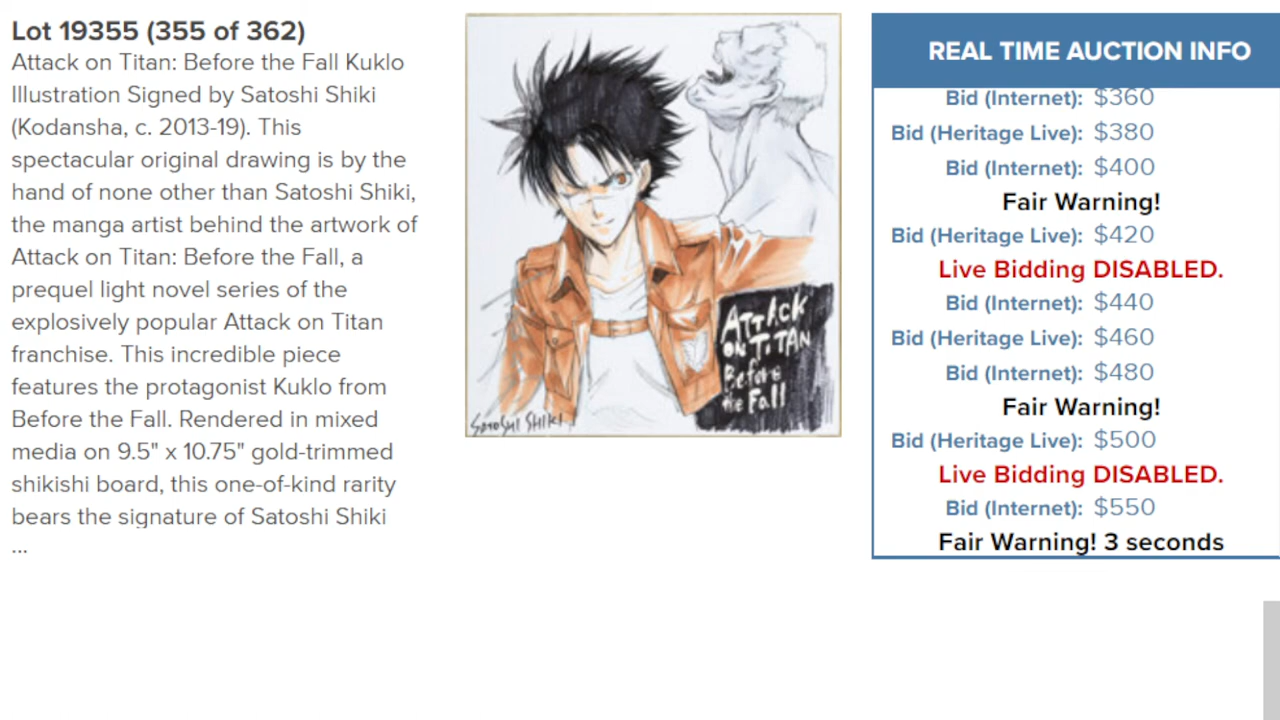 Lot 19355 (355 of 362)
Attack on Titan: Before the Fall Kuklo
Illustration Signed by Satoshi Shiki
(Kodansha, c. 2013-19). This
spectacular original drawing is by the
hand of none other than Satoshi Shiki,
the manga artist behind the artwork of
Attack on Titan: Before the Fall, a
prequel light novel series of the
explosively popular Attack on Titan
franchise. This incredible piece
features the protagonist Kuklo from
Before the Fall. Rendered in mixed
media on 9.5" x 10.75" gold-trimmed
shikishi board, this one-of-kind rarity
bears the signature of Satoshi Shiki
...
ATTACK
ON TiTAN
Before
the Fall
SATOSHI SHIKI
REAL TIME AUCTION INFO
Bid (Internet): $360
Bid (Heritage Live): $380
Bid (Internet): $400
Fair Warning!
Bid (Heritage Live): $420
Live Bidding DISABLED.
Bid (Internet): $440
Bid (Heritage Live): $460
Bid (Internet): $480
Fair Warning!
Bid (Heritage Live): $500
Live Bidding DISABLED.
Bid (Internet): $550
Fair Warning! 3 seconds